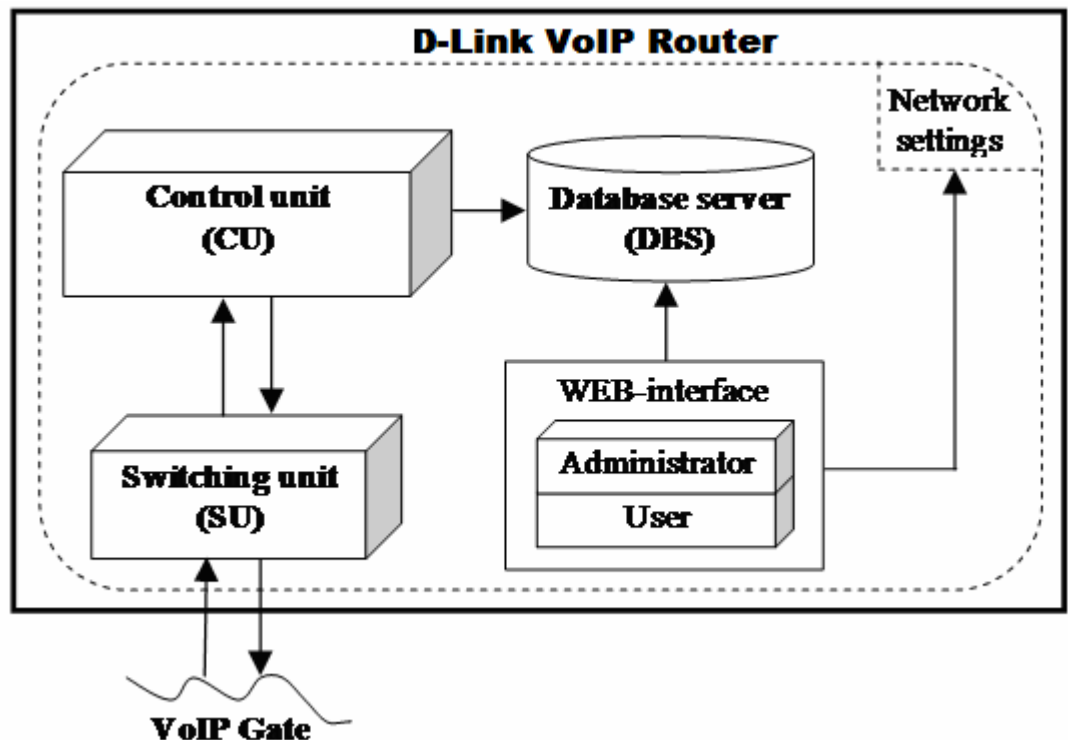 D-Link VoIP Router
Network
settings
Control unit
(CU)
Database server
(DBS)
WEB-interface
Administrator
User
Switching unit
(SU)
VoIP Gate